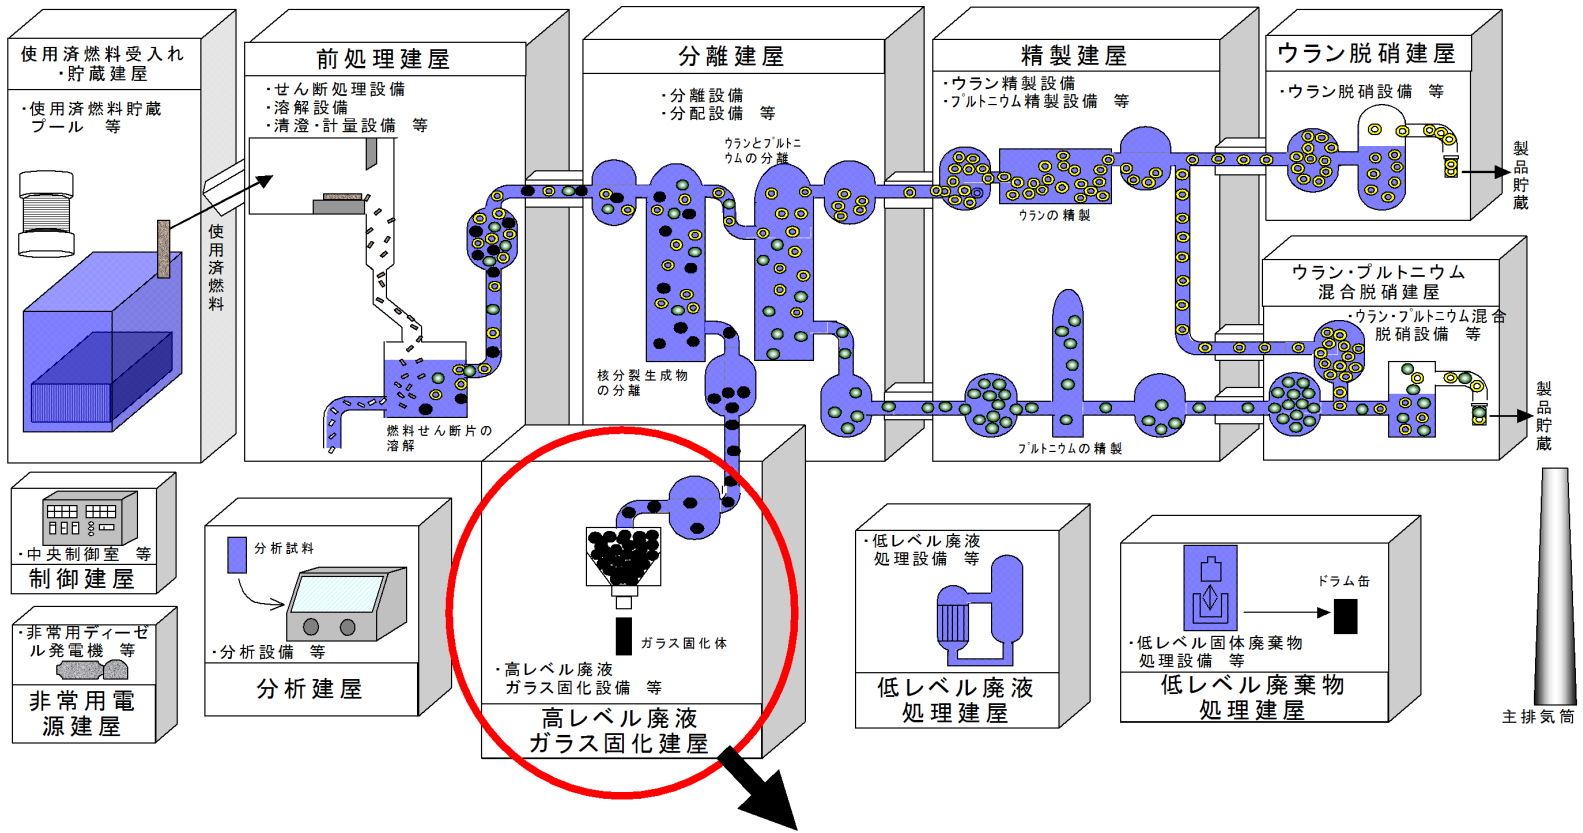 使用済燃料受入れ
・貯蔵建屋
・使用済燃料貯蔵
プール 等
使用済燃料
前処理建屋
・せん断処理設備
・溶解設備
・清澄・計量設備 等
燃料せん断片の
溶解
分離建屋
・分離設備
・分配設備 等
ウランとプルトニ
ウムの分離
核分裂生成物
の分離
精製建屋
・ウラン精製設備
・プルトニウム精製設備 等
ウランの精製
プルトニウムの精製
ウラン脱硝建屋
・ウラン脱硝設備 等
製品貯蔵
ウラン・プルトニウム
混合脱硝建屋
・ウラン・プルトニウム混合
脱硝設備 等
製品貯蔵
・中央制御室 等
制御建屋
・非常用ディーゼ
ル発電機 等
非常用電
源建屋
分析試料
・分析設備 等
分析建屋
ガラス固化体
・高レベル廃液
ガラス固化設備 等
高レベル廃液
ガラス固化建屋
・低レベル廃液
処理設備 等
低レベル廃液
処理建屋
ドラム缶
・低レベル固体廃棄物
処理設備 等
低レベル廃棄物
処理建屋
主排気筒